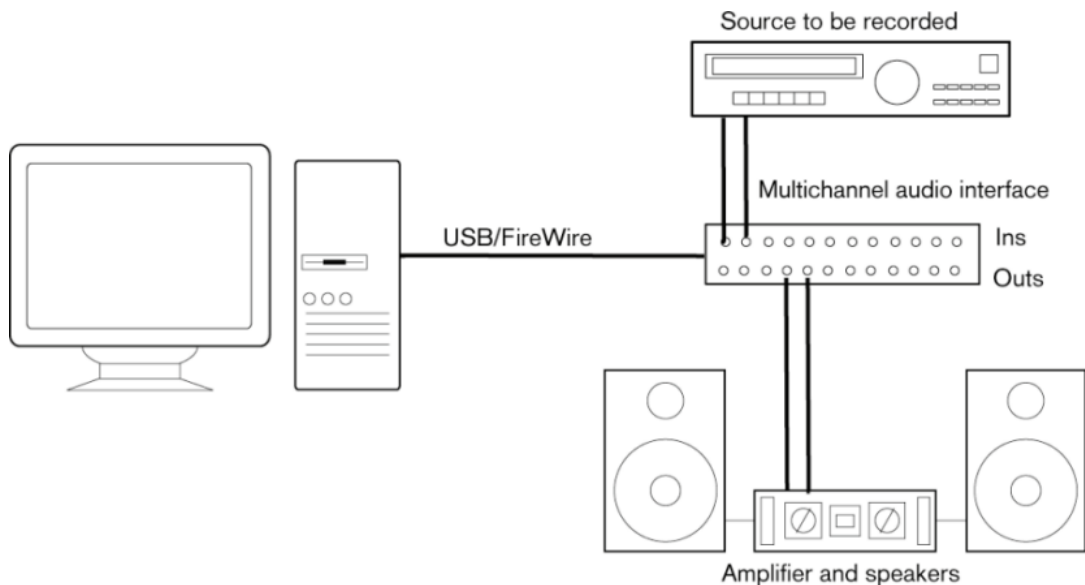 Source to be recorded
Multichannel audio interface
USB/FireWire
Ins
Outs
Amplifier and speakers